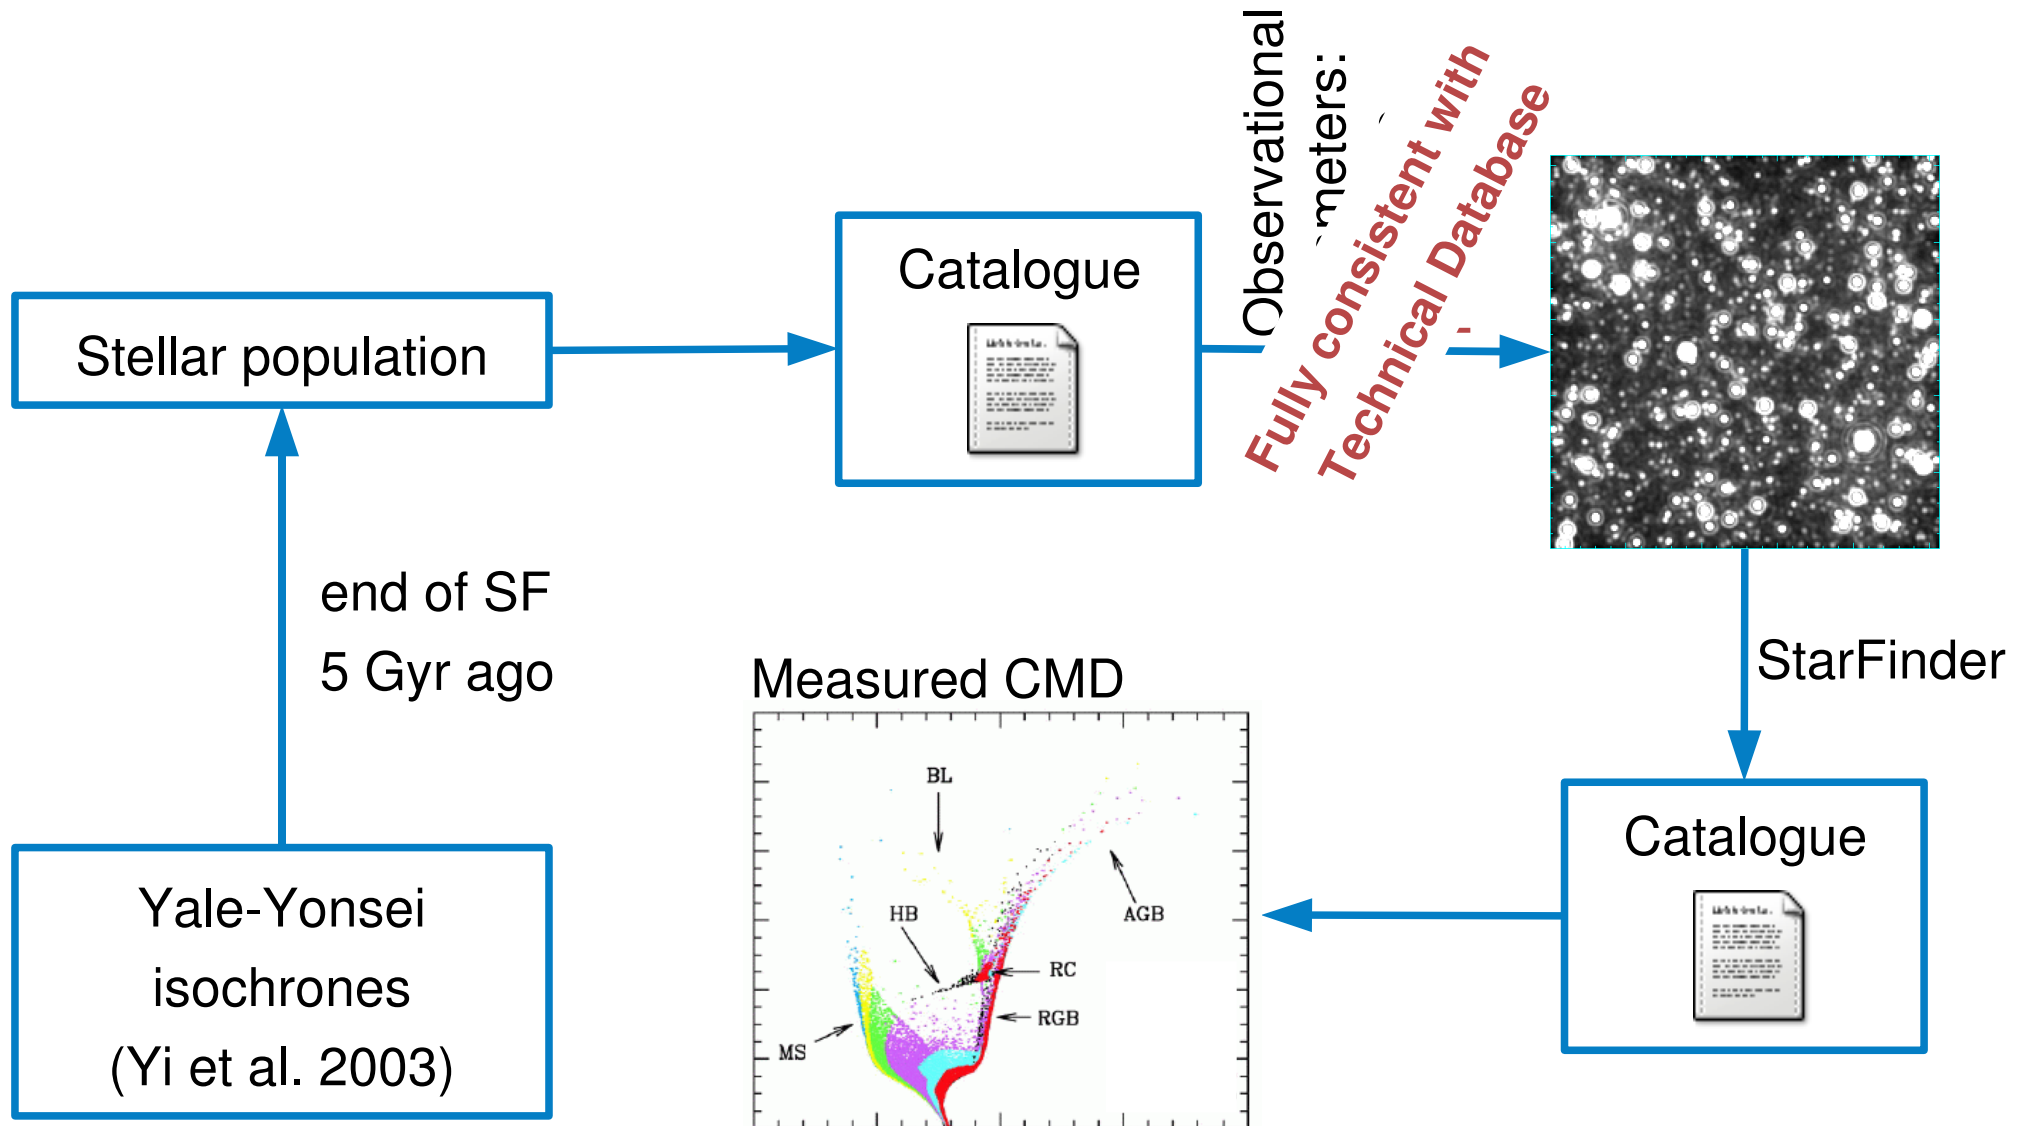 Observational
meters:
Fully consistent with
Technical Database
Catalogue
Stellar population
end of SF
5 Gyr ago
StarFinder
Measured CMD
BL
HB
AGB
RC
RGB
MS
Catalogue
Yale-Yonsei
isochrones
(Yi et al. 2003)